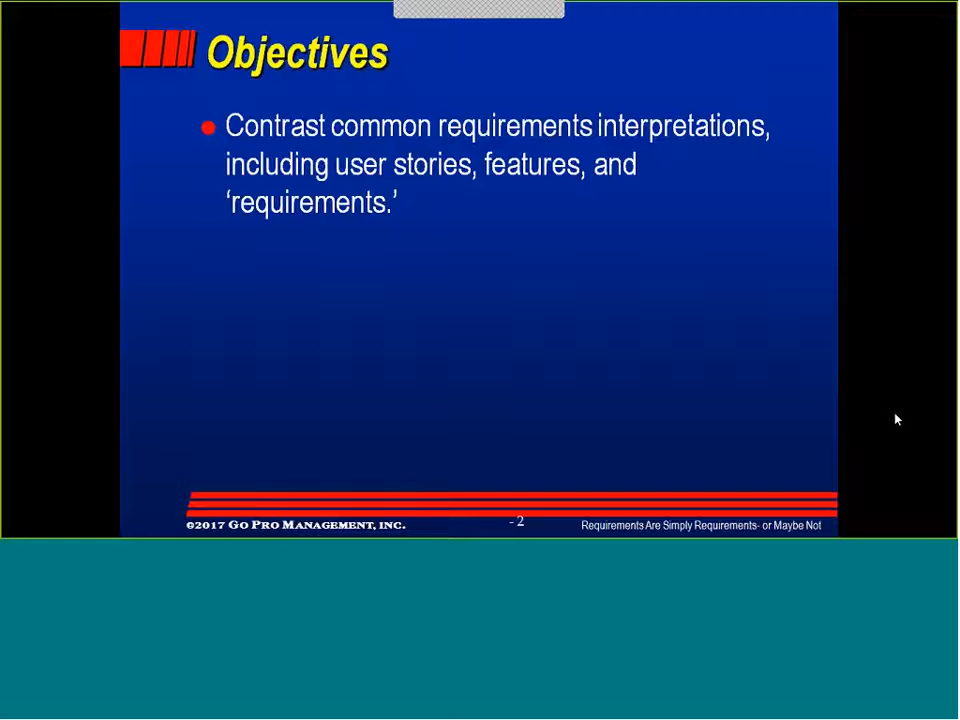 Objectives
● Contrast common requirements interpretations,
including user stories, features, and
‘requirements.’
©2017 GO PRO MANAGEMENT, INC.
- 2
Requirements Are Simply Requirements- or Maybe Not